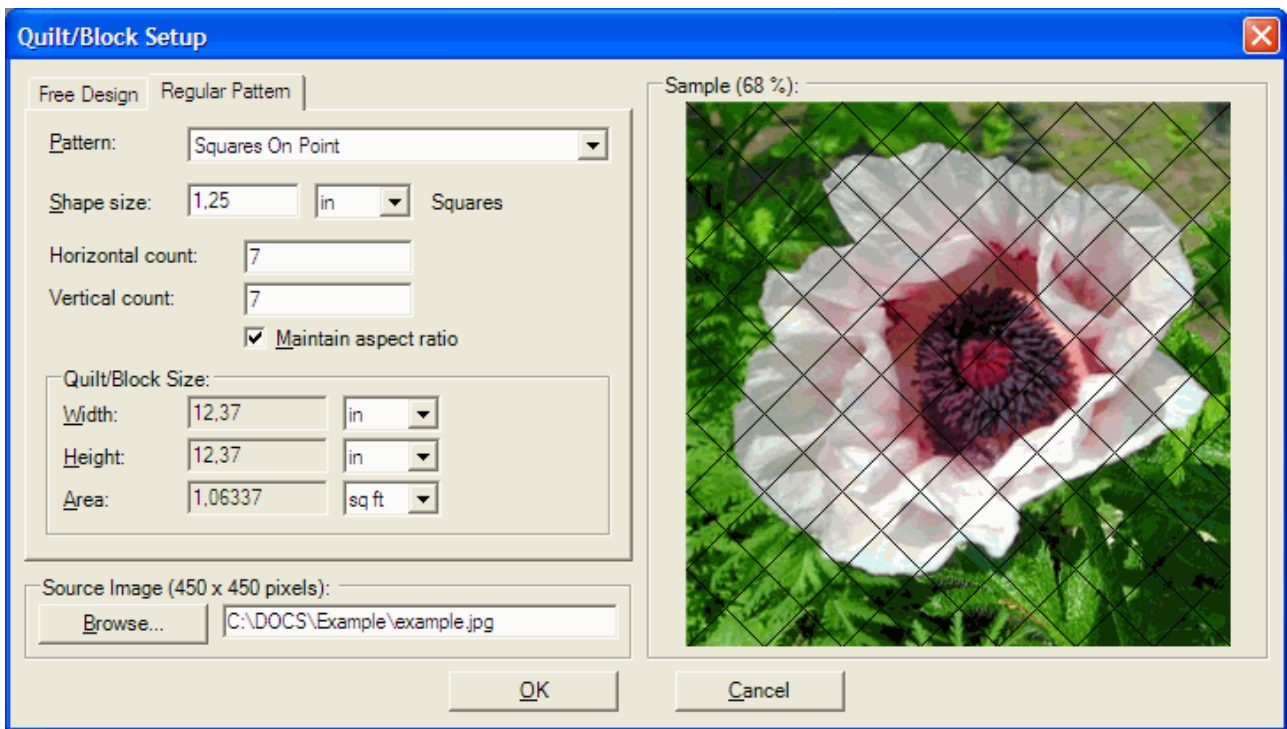 Quilt/Block Setup
Free Design
Regular Pattern
Pattern:
Squares On Point
Shape size:
1,25
in
Squares
Horizontal count:
7
Vertical count:
7
Maintain aspect ratio
Quilt/Block Size:
Width:
12,37
in
Height:
12,37
in
Area:
1,06337
sq ft
Source Image (450 x 450 pixels):
Browse...
C:\DOCS\Example\example.jpg
Sample (68 %):
OK
Cancel